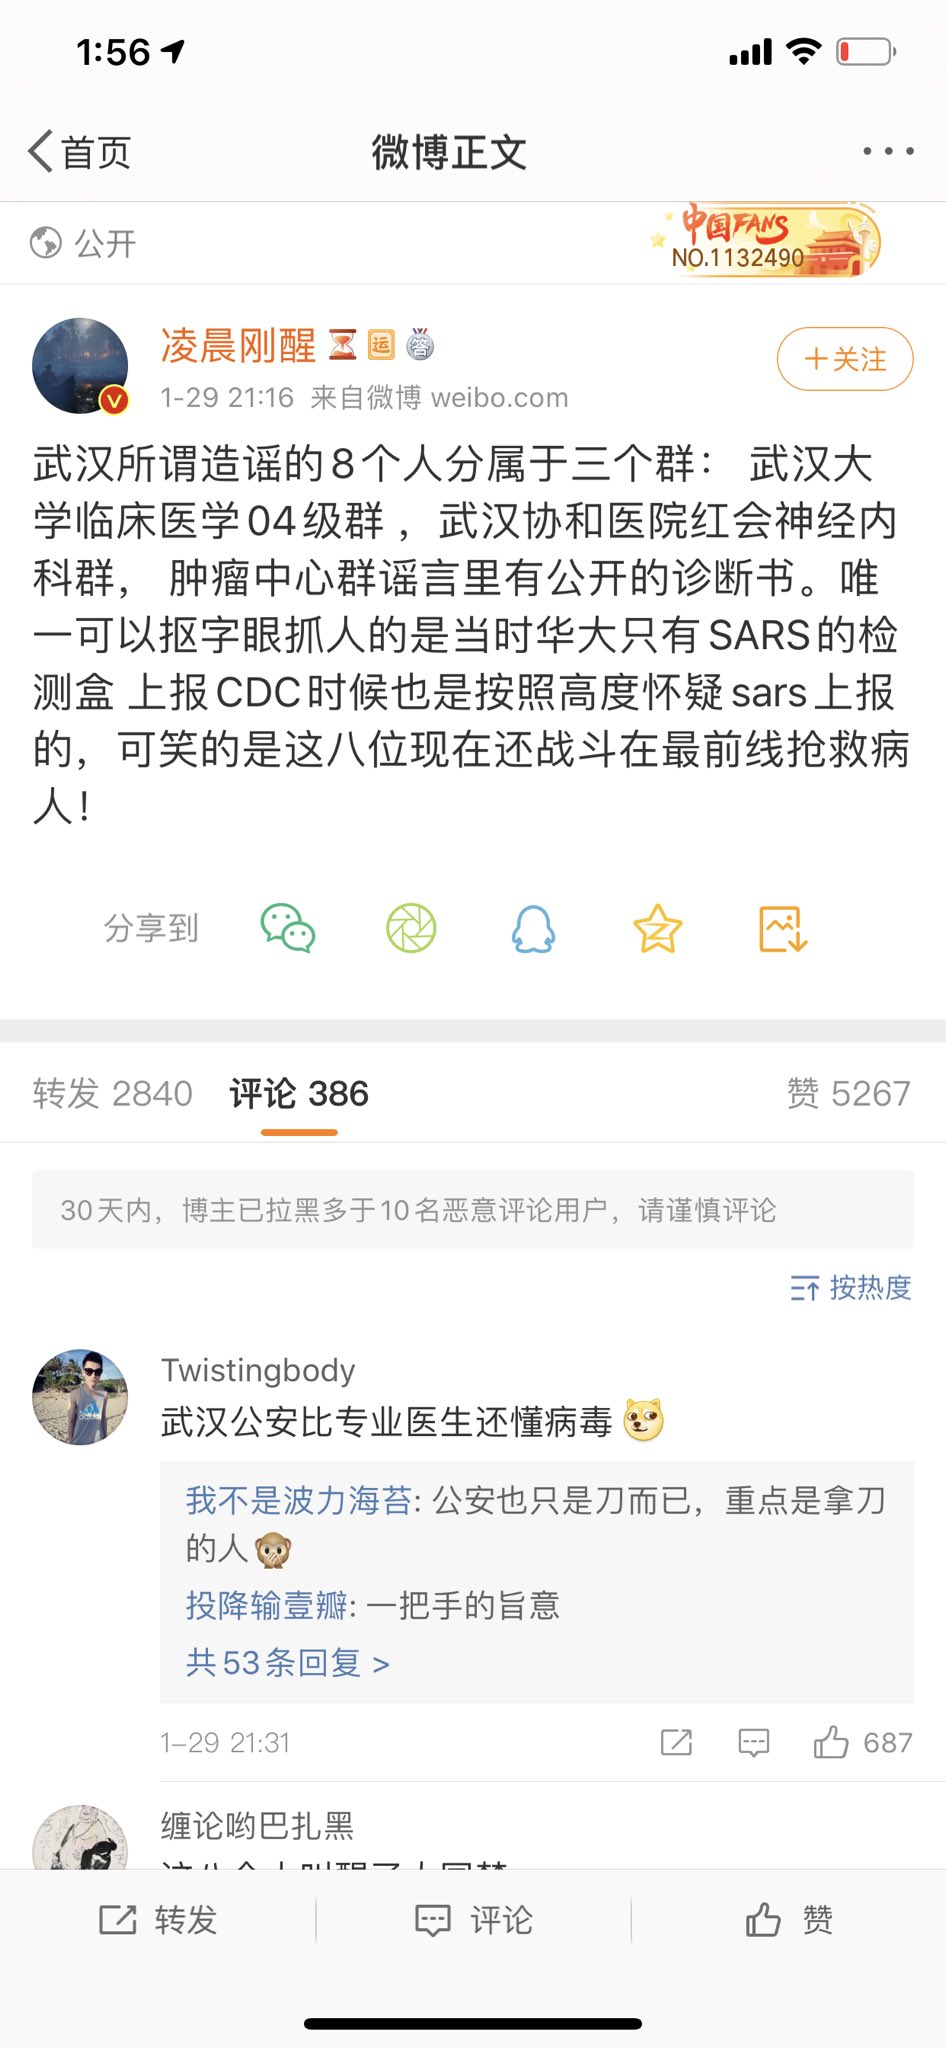 1:56
首页
微博正文
公开
中国FANS
NO.1132490
凌晨刚醒
运
答
+关注
1-29 21:16 来自微博 weibo.com
武汉所谓造谣的8个人分属于三个群： 武汉大
学临床医学04级群， 武汉协和医院红会神经内
科群， 肿瘤中心群谣言里有公开的诊断书。唯
一可以抠字眼抓人的是当时华大只有SARS的检
测盒 上报CDC时候也是按照高度怀疑sars上报
的，可笑的是这八位现在还战斗在最前线抢救病
人！
分享到
转发 2840 评论 386
赞 5267
30天内，博主已拉黑多于10名恶意评论用户，请谨慎评论
按热度
Twistingbody
武汉公安比专业医生还懂病毒
我不是波力海苔: 公安也只是刀而已，重点是拿刀
的人
投降输壹瓣: 一把手的旨意
共53条回复 >
1-29 21:31
687
缠论哟巴扎黑
转发
评论
赞